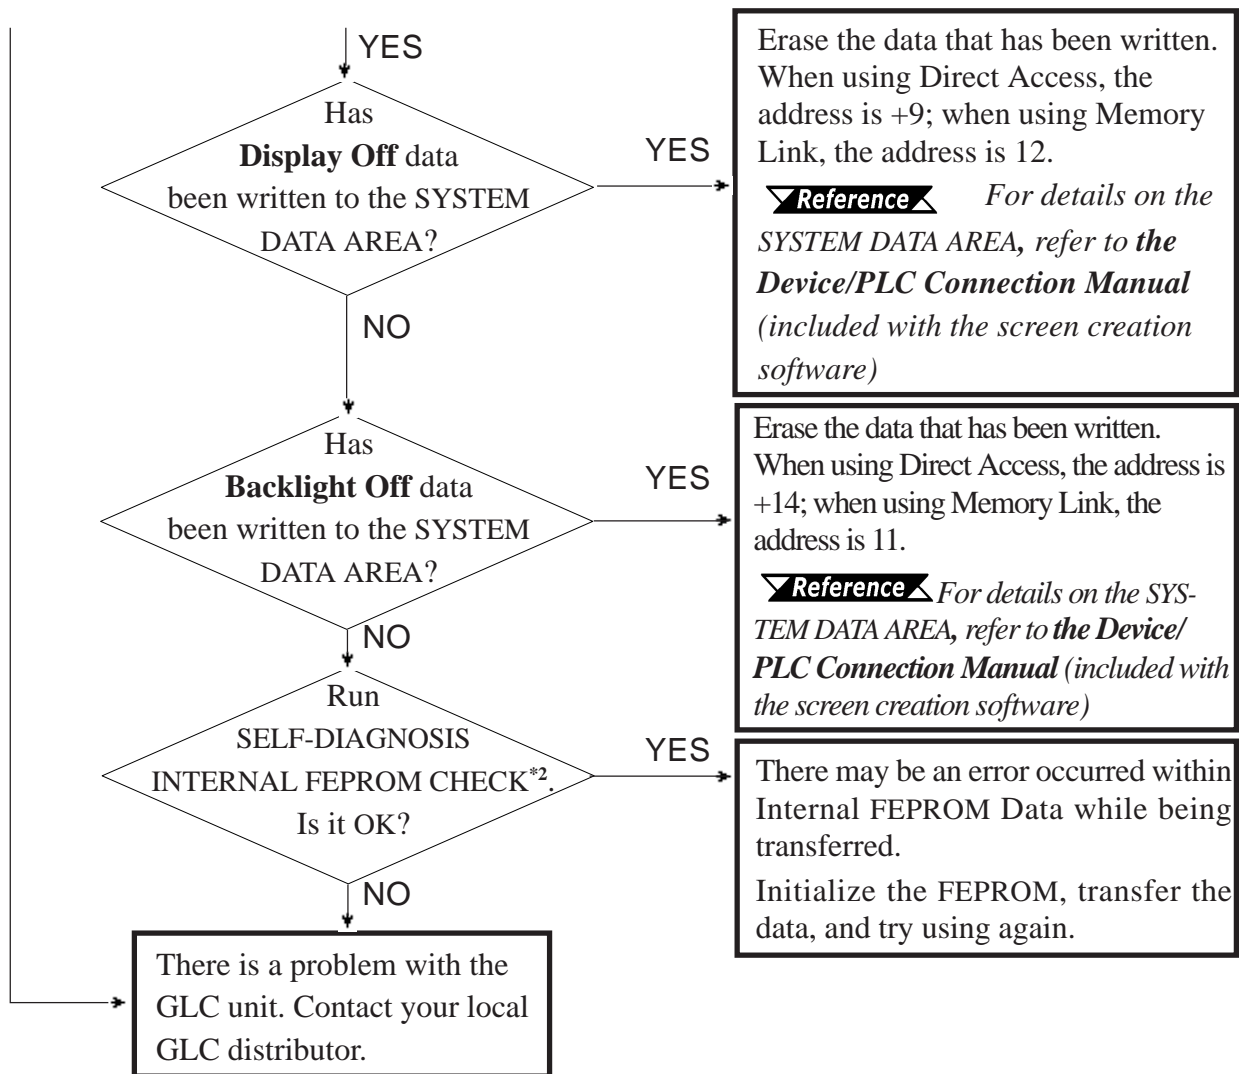 YES
Has
Display Off data
been written to the SYSTEM
DATA AREA?
YES
Erase the data that has been written.
When using Direct Access, the
address is +9; when using Memory
Link, the address is 12.
Reference For details on the
SYSTEM DATA AREA, refer to the
Device/PLC Connection Manual
(included with the screen creation
software)
NO
Has
Backlight Off data
been written to the SYSTEM
DATA AREA?
YES
Erase the data that has been written.
When using Direct Access, the address is
+14; when using Memory Link, the
address is 11.
Reference For details on the SYS-
TEM DATA AREA, refer to the Device/
PLC Connection Manual (included with
the screen creation software)
NO
Run
SELF-DIAGNOSIS
INTERNAL FEPROM CHECK*2.
Is it OK?
YES
There may be an error occurred within
Internal FEPROM Data while being
transferred.
Initialize the FEPROM, transfer the
data, and try using again.
NO
There is a problem with the
GLC unit. Contact your local
GLC distributor.